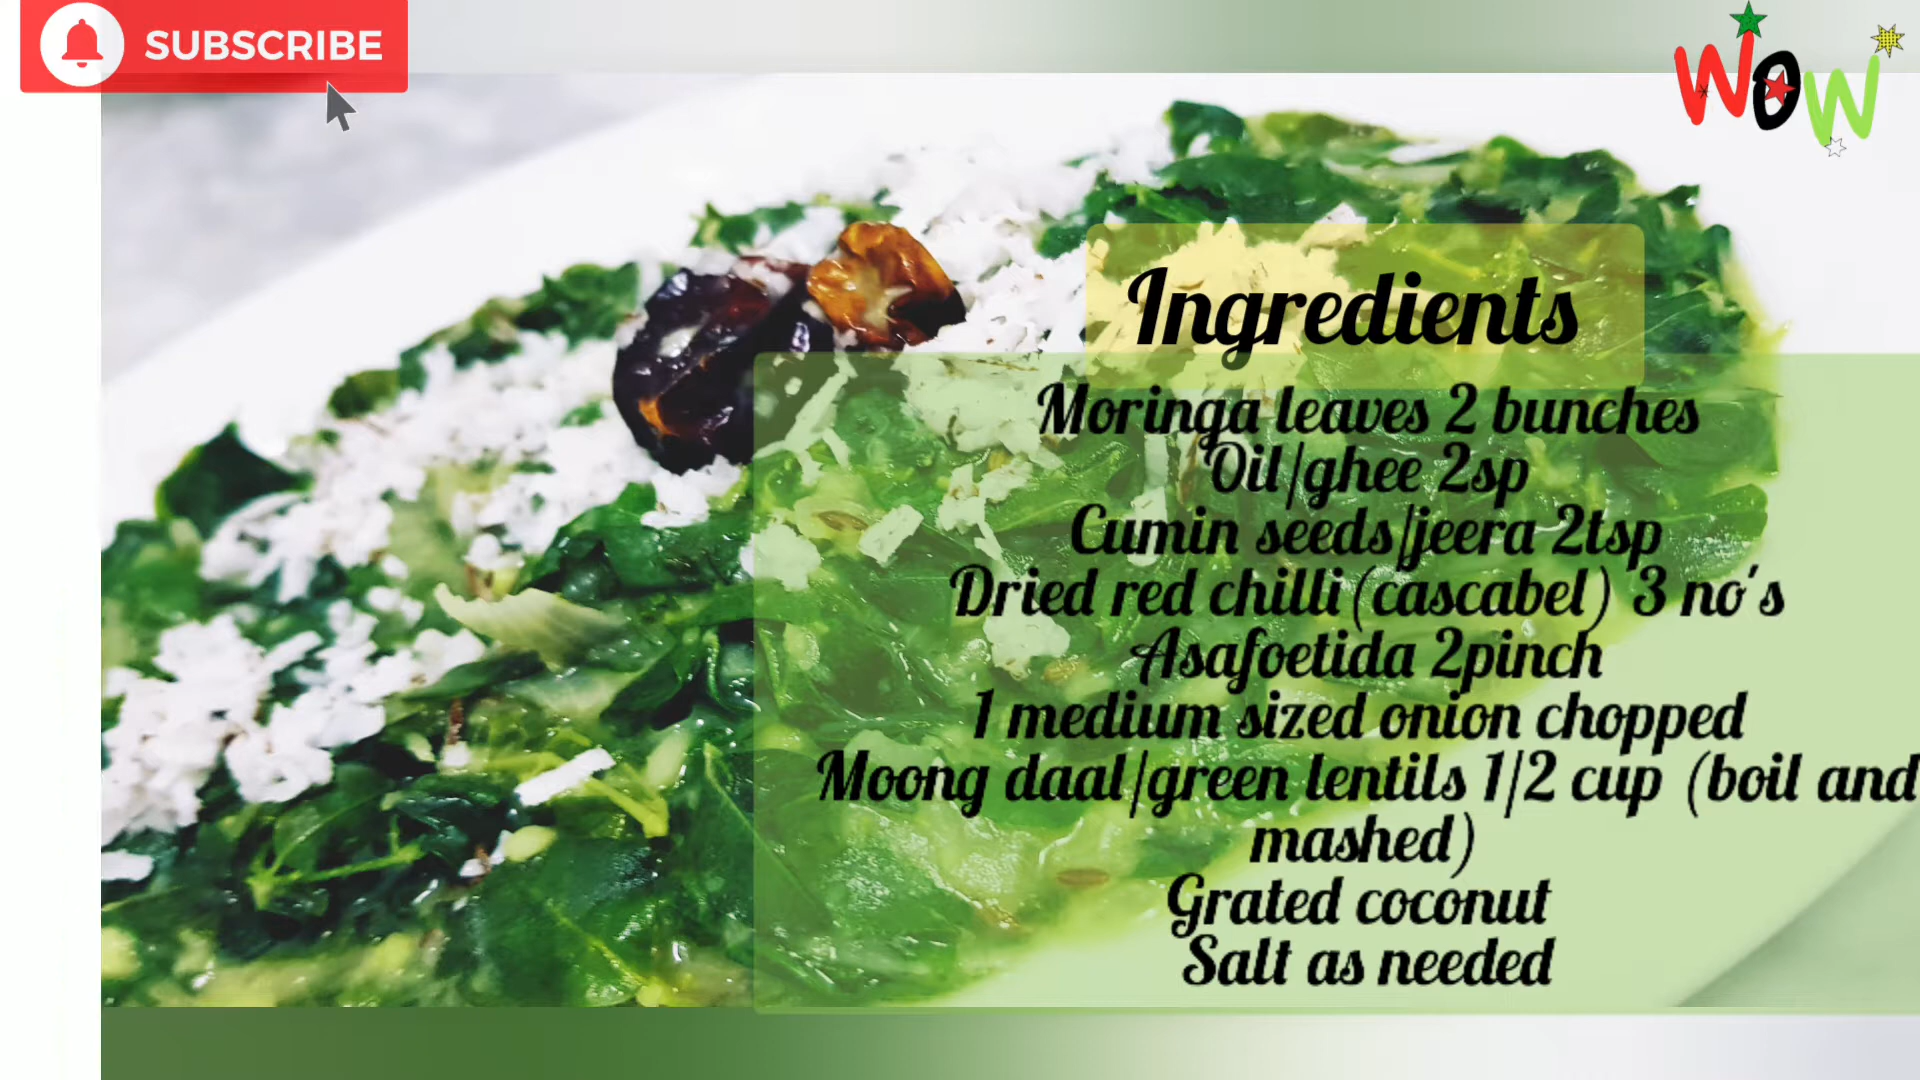 SUBSCRIBE
WOW
Ingredients
Moringa leaves 2 bunches
Oil/ghee 2sp
Cumin seeds/jeera 2tsp
Dried red chilli(cascabel) 3 no's
Asafoetida 2pinch
1 medium sized onion chopped
Moong daal/green lentils 1/2 cup (boil and
mashed)
Grated coconut
Salt as needed